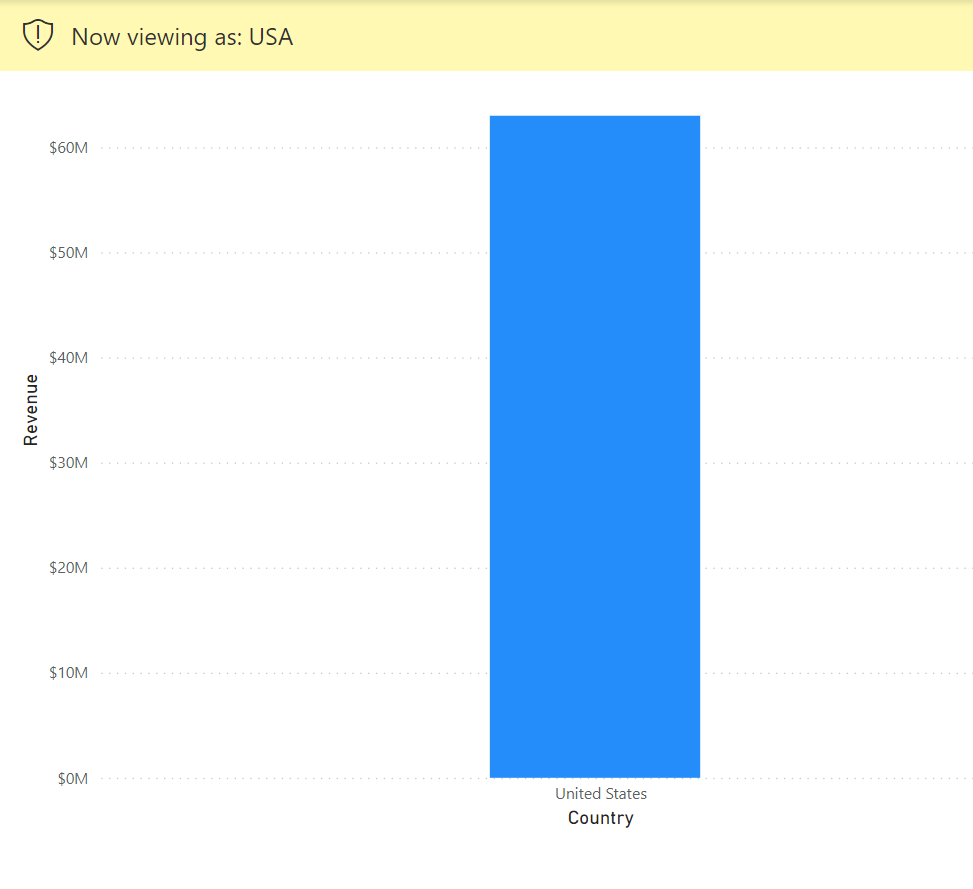 Now viewing as: USA
$60M
$50M
$40M
Revenue
$30M
$20M
$10M
$0M
United States
Country